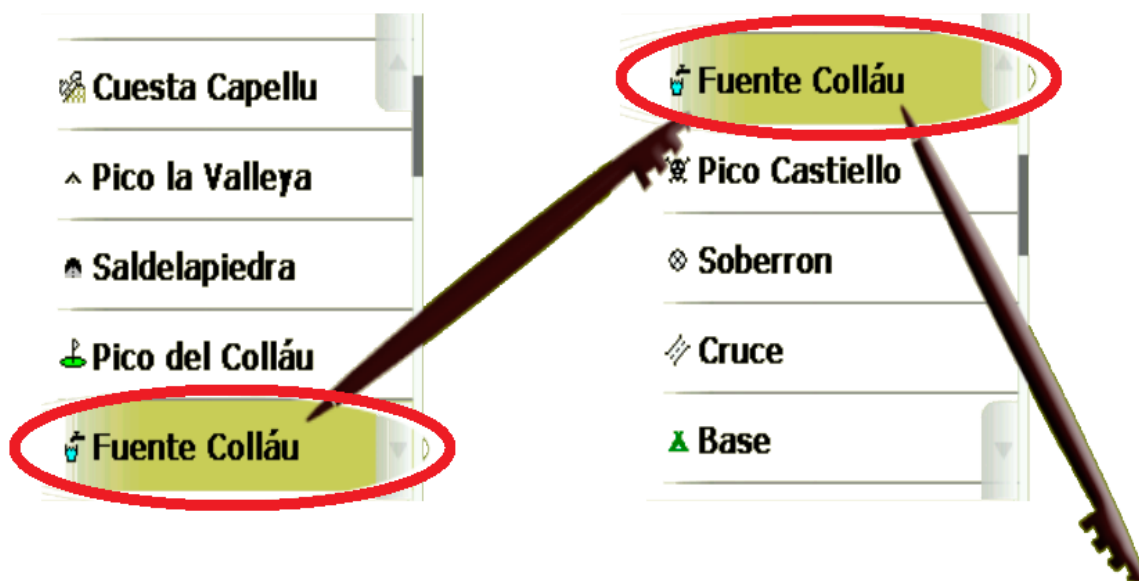 Cuesta Capellu
Pico la Valleya
Saldelapiedra
Pico del Colláu
Fuente Colláu
Fuente Colláu
Pico Castiello
Soberron
Cruce
Base